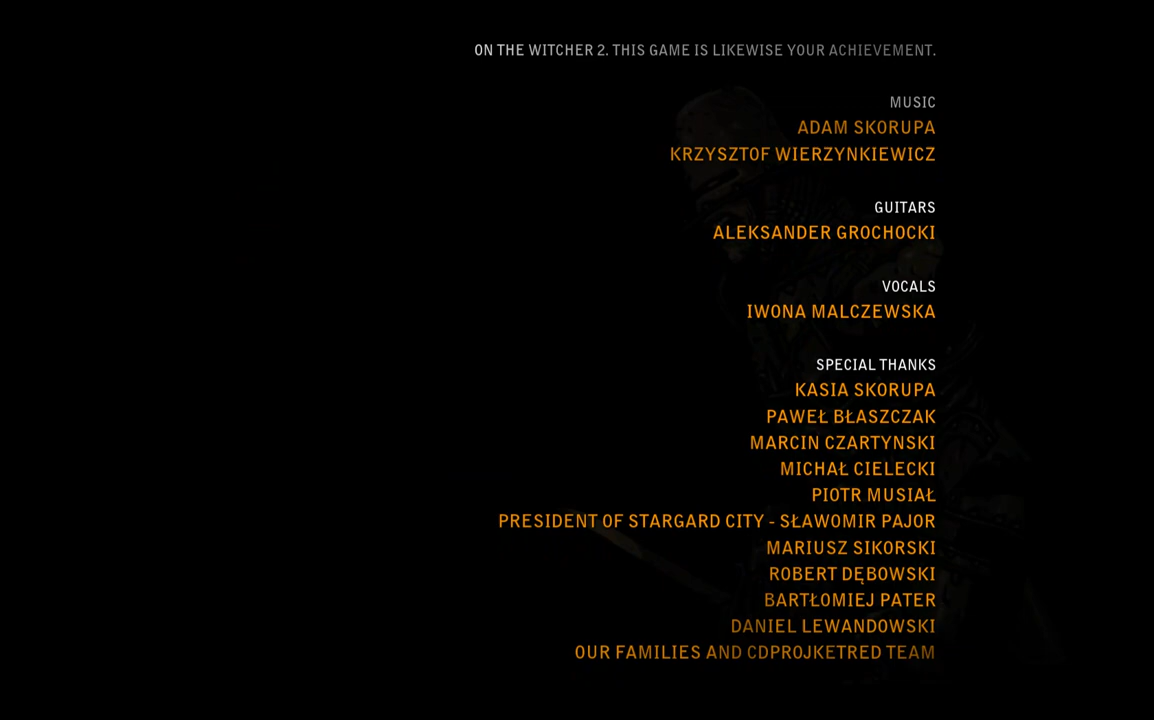 ON THE WITCHER 2. THIS GAME IS LIKEWISE YOUR ACHIEVEMENT.
MUSIC
ADAM SKORUPA
KRZYSZTOF WIERZYNKIEWICZ
GUITARS
ALEKSANDER GROCHOCKI
VOCALS
IWONA MALCZEWSKA
SPECIAL THANKS
KASIA SKORUPA
PAWEŁ BŁASZCZAK
MARCIN CZARTYNSKI
MICHAŁ CIELECKI
PIOTR MUSIAŁ
PRESIDENT OF STARGARD CITY - SŁAWOMIR PAJOR
MARIUSZ SIKORSKI
ROBERT DĘBOWSKI
BARTŁOMIEJ PATER
DANIEL LEWANDOWSKI
OUR FAMILIES AND CDPROJKETRED TEAM